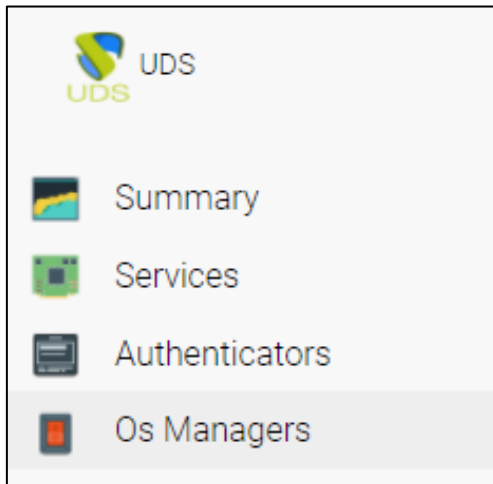 UDS
UDS
Summary
Services
Authenticators
Os Managers